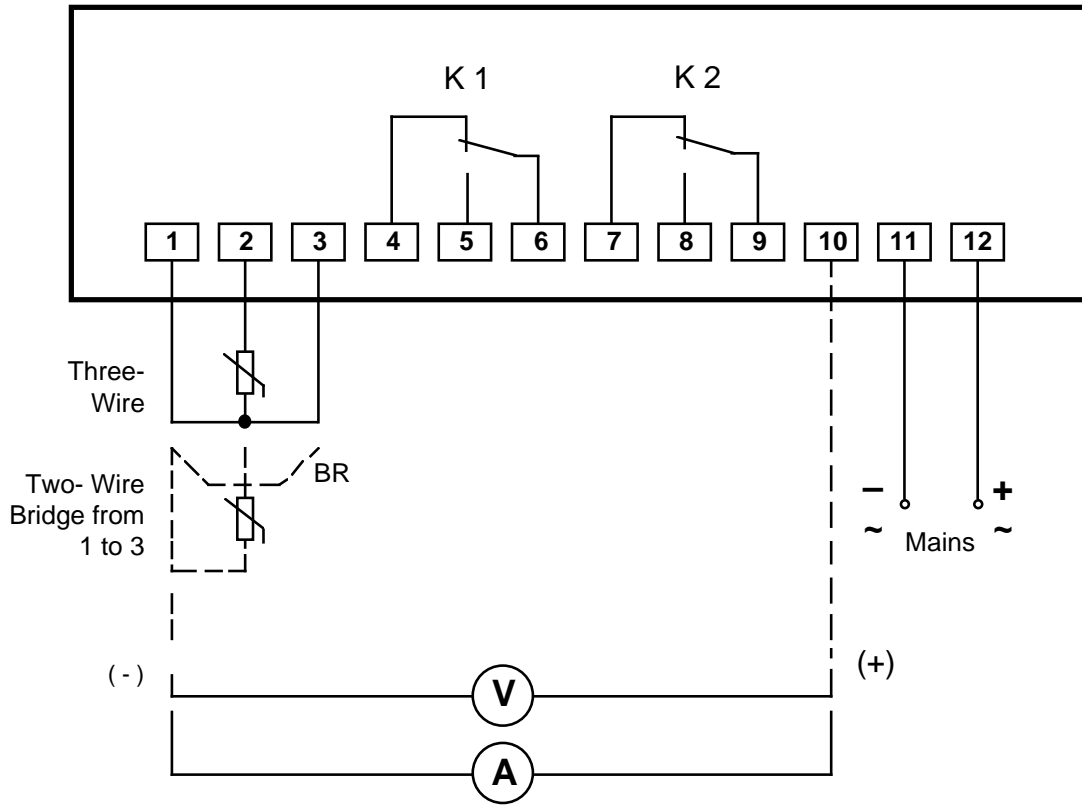 K 1
K 2
1 2 3 4 5 6 7 8 9 10 11 12
Three-
Wire
BR
Two- Wire
Bridge from
1 to 3
− +
~ Mains ~
( - )
(+)
V
A